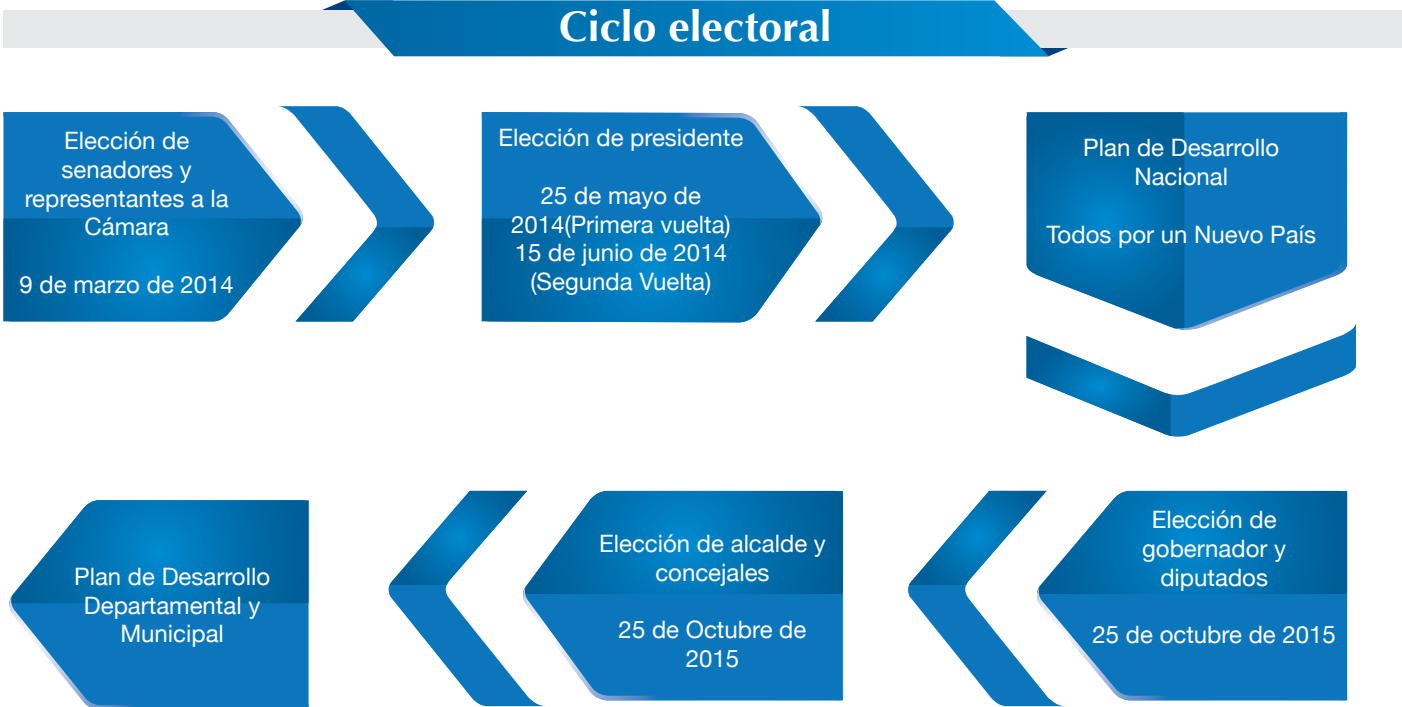 Ciclo electoral
Elección de
senadores y
representantes a la
Cámara
9 de marzo de 2014
Elección de presidente
25 de mayo de
2014(Primera vuelta)
15 de junio de 2014
(Segunda Vuelta)
Plan de Desarrollo
Nacional
Todos por un Nuevo País
Elección de
gobernador y
diputados
25 de octubre de 2015
Elección de alcalde y
concejales
25 de Octubre de
2015
Plan de Desarrollo
Departamental y
Municipal